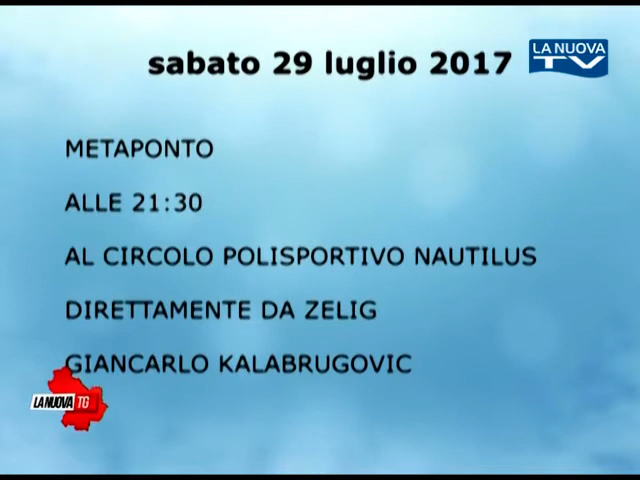 sabato 29 luglio 2017
LA NUOVA
TV
METAPONTO
ALLE 21:30
AL CIRCOLO POLISPORTIVO NAUTILUS
DIRETTAMENTE DA ZELIG
GIANCARLO KALABRUGOVIC
LA NUOVA TG